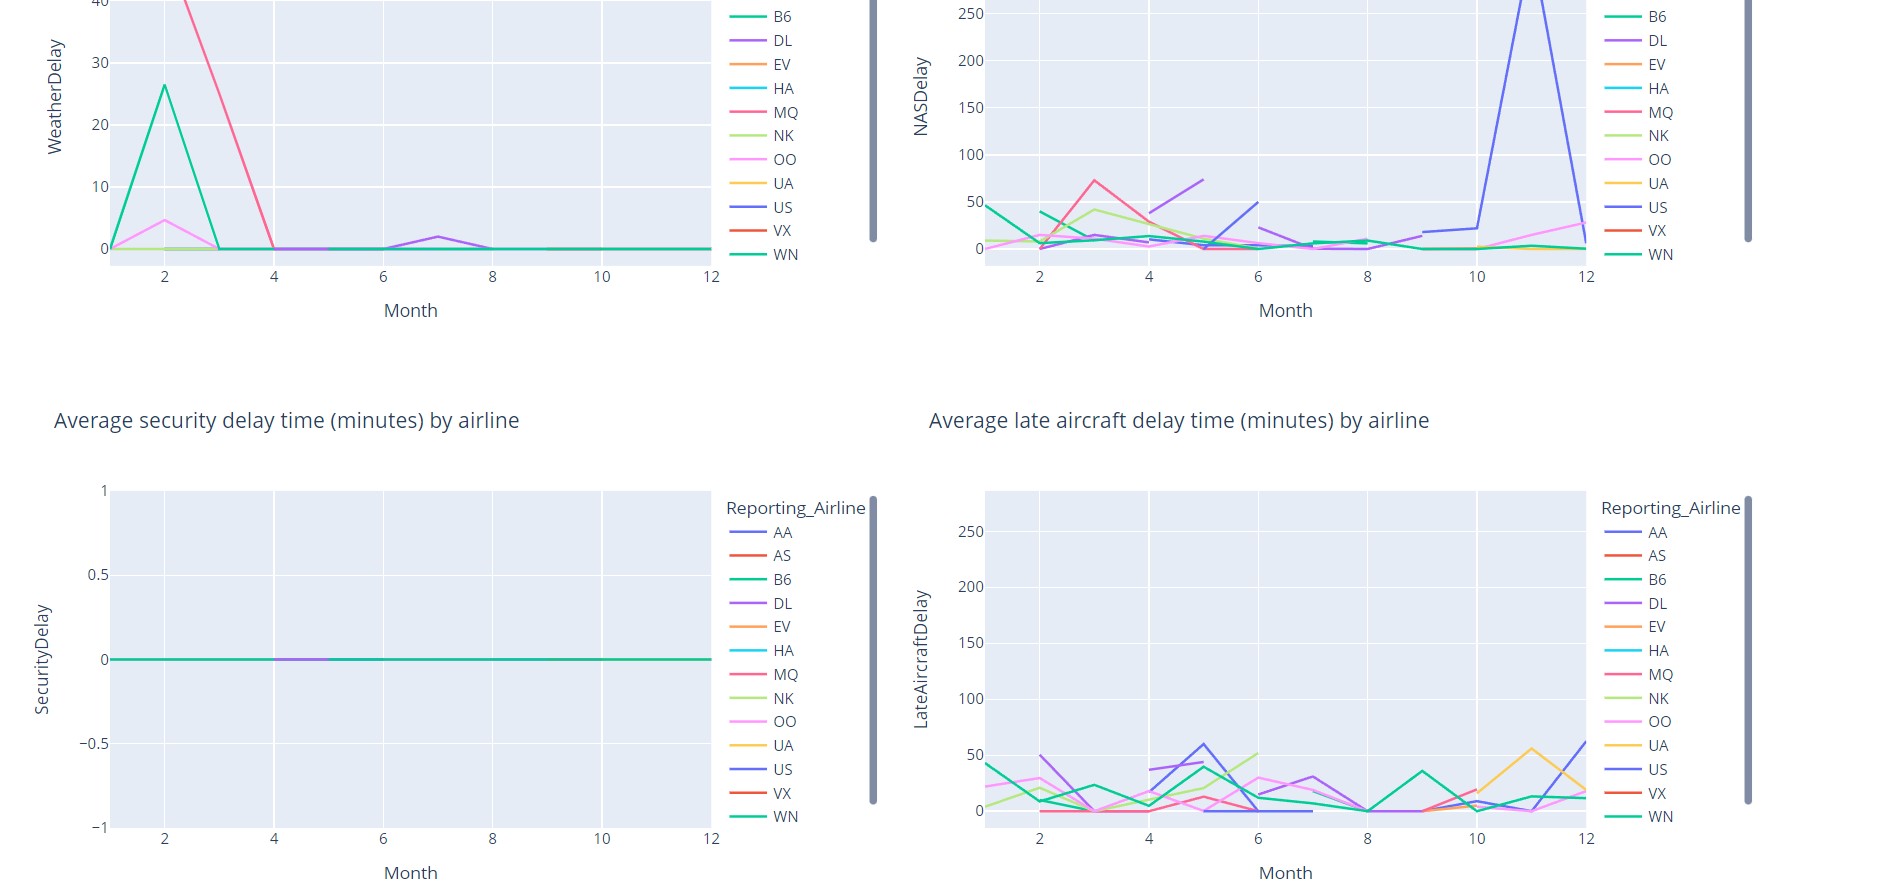 40
30
20
10
0
WeatherDelay
2 4 6 8 10 12
Month
B6
DL
EV
HA
MQ
NK
OO
UA
US
VX
WN
250
200
150
100
50
0
NASDelay
2 4 6 8 10 12
Month
B6
DL
EV
HA
MQ
NK
OO
UA
US
VX
WN
Average security delay time (minutes) by airline
1
0.5
0
−0.5
−1
SecurityDelay
2 4 6 8 10 12
Month
Reporting_Airline
AA
AS
B6
DL
EV
HA
MQ
NK
OO
UA
US
VX
WN
Average late aircraft delay time (minutes) by airline
250
200
150
100
50
0
LateAircraftDelay
2 4 6 8 10 12
Month
Reporting_Airline
AA
AS
B6
DL
EV
HA
MQ
NK
OO
UA
US
VX
WN